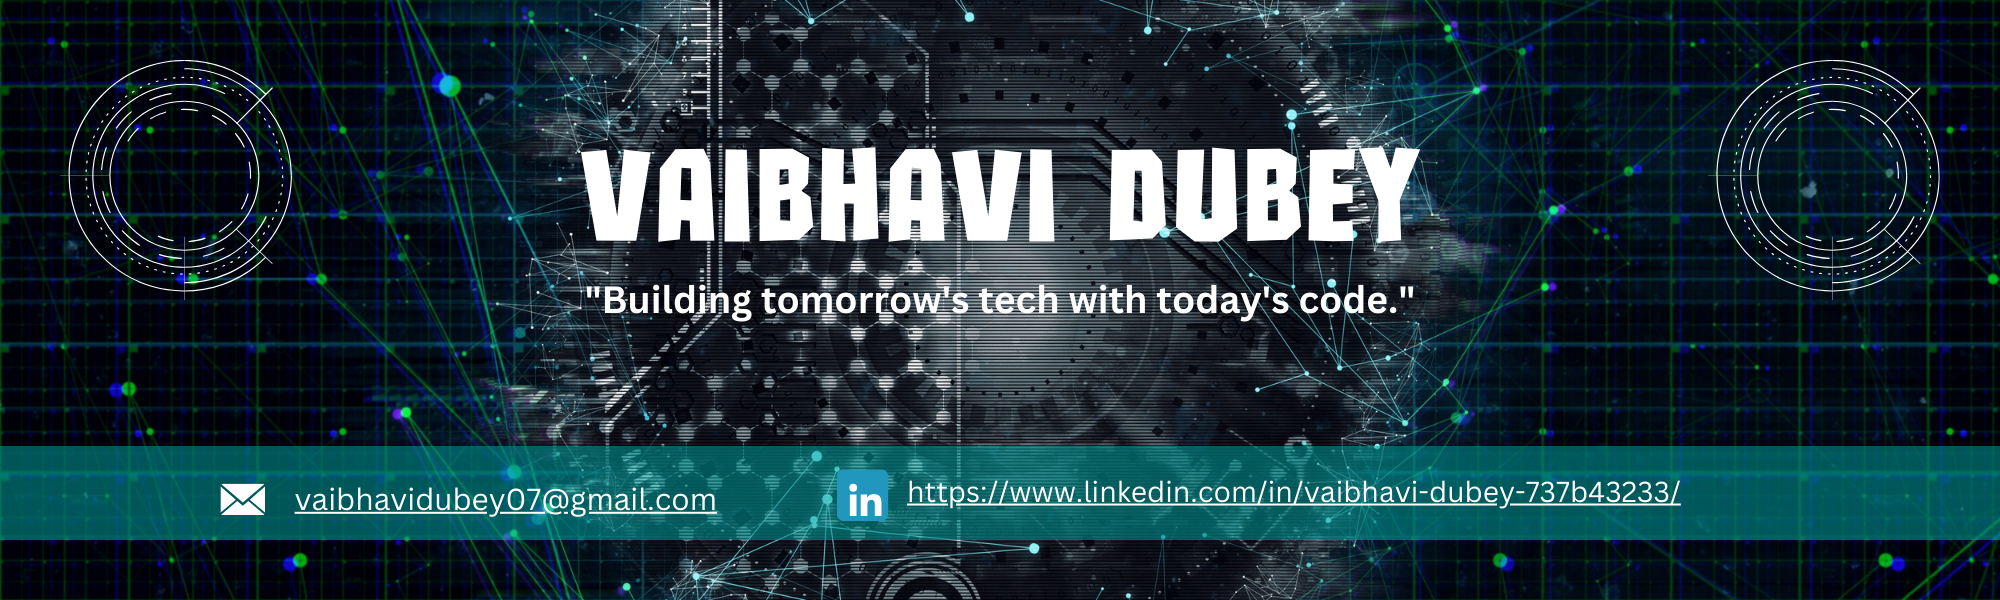 VAIBHAVI DUBEY
"Building tomorrow's tech with today's code."
vaibhavidubey07@gmail.com
in https://www.linkedin.com/in/vaibhavi-dubey-737b43233/